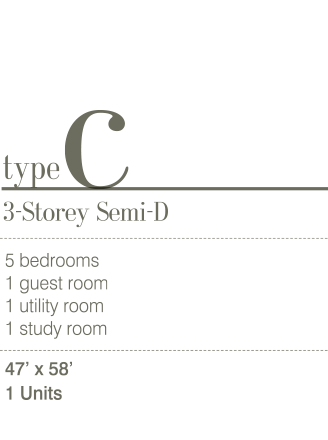 type C
3-Storey Semi-D
5 bedrooms
1 guest room
1 utility room
1 study room
47’ x 58’
1 Units